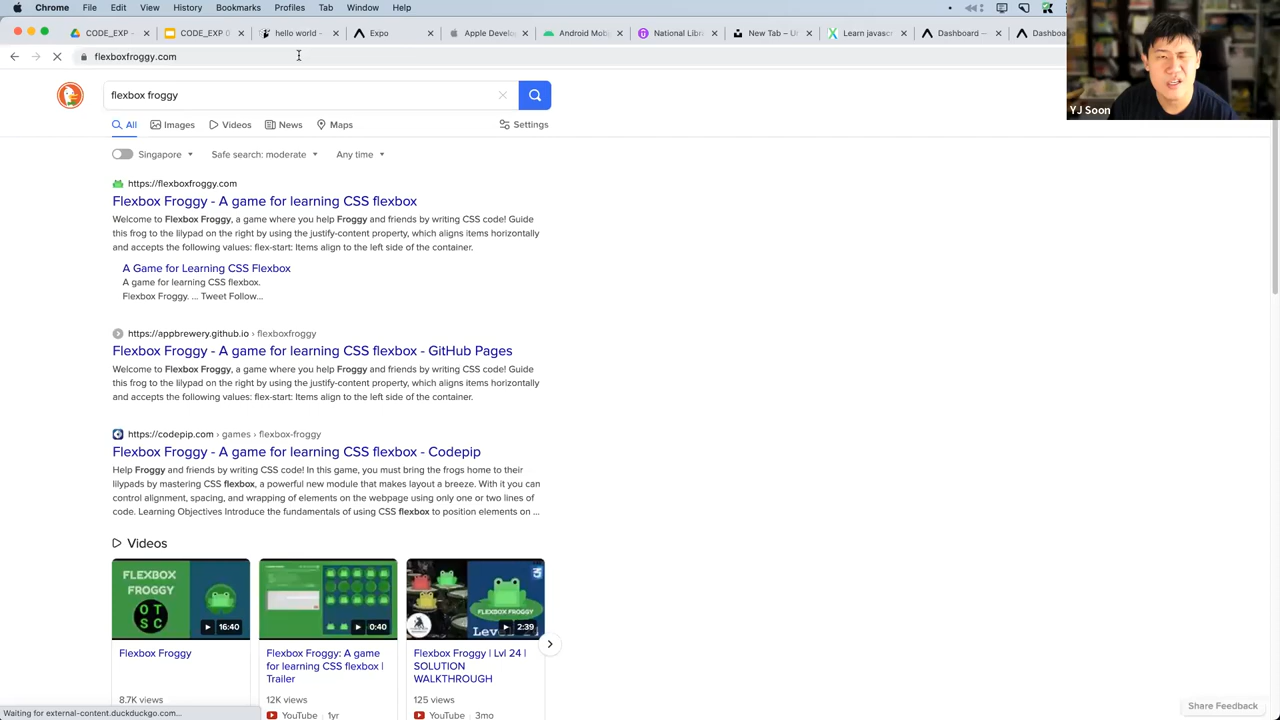 Chrome File Edit View History Bookmarks Profiles Tab Window Help
CODE_EXP - CODE_EXP 0 hello world - Expo Apple Develo Android Mob National Libr New Tab - U Learn javascr Dashboard — Dashboa
flexboxfroggy.com
YJ Soon
flexbox froggy
All Images Videos News Maps Settings
Singapore Safe search: moderate Any time
https://flexboxfroggy.com
Flexbox Froggy - A game for learning CSS flexbox
Welcome to Flexbox Froggy, a game where you help Froggy and friends by writing CSS code! Guide
this frog to the lilypad on the right by using the justify-content property, which aligns items horizontally
and accepts the following values: flex-start: Items align to the left side of the container.
A Game for Learning CSS Flexbox
A game for learning CSS flexbox.
Flexbox Froggy. ... Tweet Follow...
https://appbrewery.github.io › flexboxfroggy
Flexbox Froggy - A game for learning CSS flexbox - GitHub Pages
Welcome to Flexbox Froggy, a game where you help Froggy and friends by writing CSS code! Guide
this frog to the lilypad on the right by using the justify-content property, which aligns items horizontally
and accepts the following values: flex-start: Items align to the left side of the container.
https://codepip.com › games › flexbox-froggy
Flexbox Froggy - A game for learning CSS flexbox - Codepip
Help Froggy and friends by writing CSS code! In this game, you must bring the frogs home to their
lilypads by mastering CSS flexbox, a powerful new module that makes layout a breeze. With it you can
control alignment, spacing, and wrapping of elements on the webpage using only one or two lines of
code. Learning Objectives Introduce the fundamentals of using CSS flexbox to position elements on ...
Videos
FLEXBOX
FROGGY
OT
SC
16:40
0:40
FLEXBOX FROGGY
Level
2:39
Flexbox Froggy
8.7K views
Flexbox Froggy: A game
for learning CSS flexbox |
Trailer
12K views
YouTube | 1yr
Flexbox Froggy | Lvl 24 |
SOLUTION
WALKTHROUGH
125 views
YouTube | 3mo
Share Feedback
Waiting for external-content.duckduckgo.com...